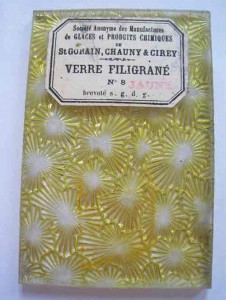 Société Anonyme des Manufactures
de GLACES et PRODUITS CHIMIQUES
DE
St GOBAIN, CHAUNY & CIREY
VERRE FILIGRANÉ
No 8 JAUNE
breveté s. g. d. g.